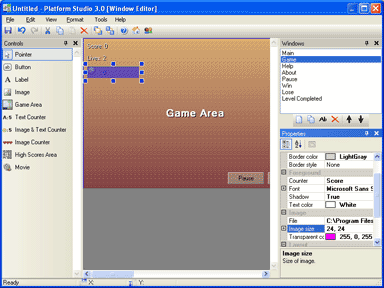 Untitled - Platform Studio 3.0 [Window Editor]
File Edit View Format Tools Help
Controls
Pointer
Button
Label
Image
Game Area
Text Counter
Image & Text Counter
Image Counter
High Scores Area
Movie
Score: 0
Lives: 2
Game Area
Pause
Windows
Main
Game
Help
About
Pause
Win
Lose
Level Completed
Properties
Border color LightGray
Border style None
Foreground
Counter Score
Font Microsoft Sans S
Shadow True
Text color White
Image
File C:\Program Files
Image size 24, 24
Transparent co 255, 0, 255
Layout
Image size
Size of image.
Ready
X:
Y: